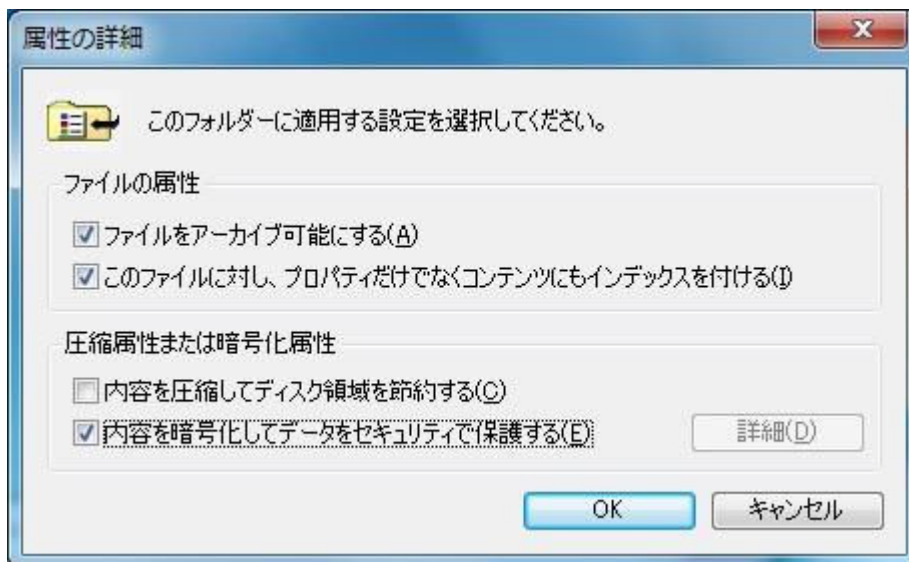 属性の詳細
このフォルダーに適用する設定を選択してください。
ファイルの属性
ファイルをアーカイブ可能にする(A)
このファイルに対し、プロパティだけでなくコンテンツにもインデックスを付ける(I)
圧縮属性または暗号化属性
内容を圧縮してディスク領域を節約する(C)
内容を暗号化してデータをセキュリティで保護する(E)
詳細(D)
OK
キャンセル